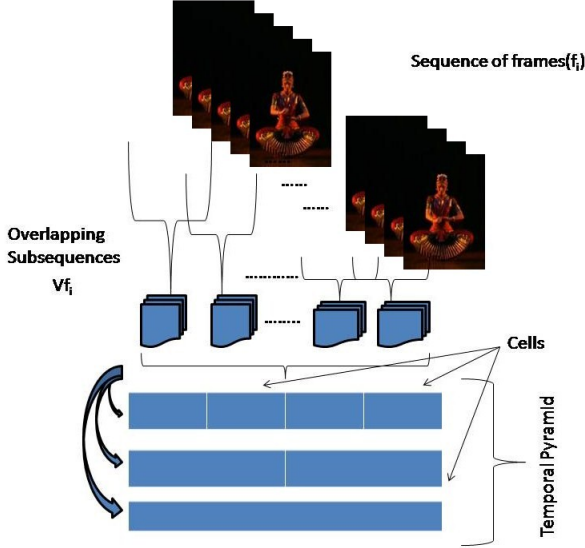 Sequence of frames(fi)
Overlapping
Subsequences
Vfi
Cells
Temporal Pyramid